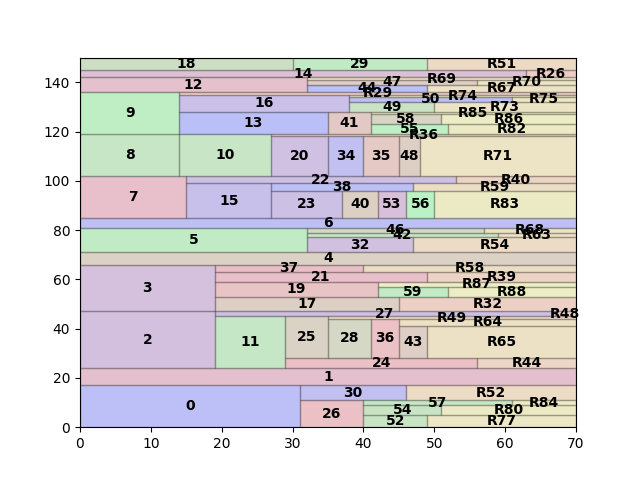 18 29 R51
14 R26
140
12 44 47 R69 R67 R70
R29
16 49 50 R74 R85 R73 R75
9 13 41 58 55 R36 R86 R82
120
8 10 20 34 35 48 R71
100
22 R40
7 15 38 R59
23 40 53 56 R83
6
80
5 46 42 R68 R63
32 R54
4
60
3 37 R58
21 R39
19 59 R87 R88
17 R32
27 R49 R48
40
2 11 25 28 36 43 R64 R65
24 R44
20
1
0 30 R52
26 54 57 R84 R80
52 R77
0
0 10 20 30 40 50 60 70